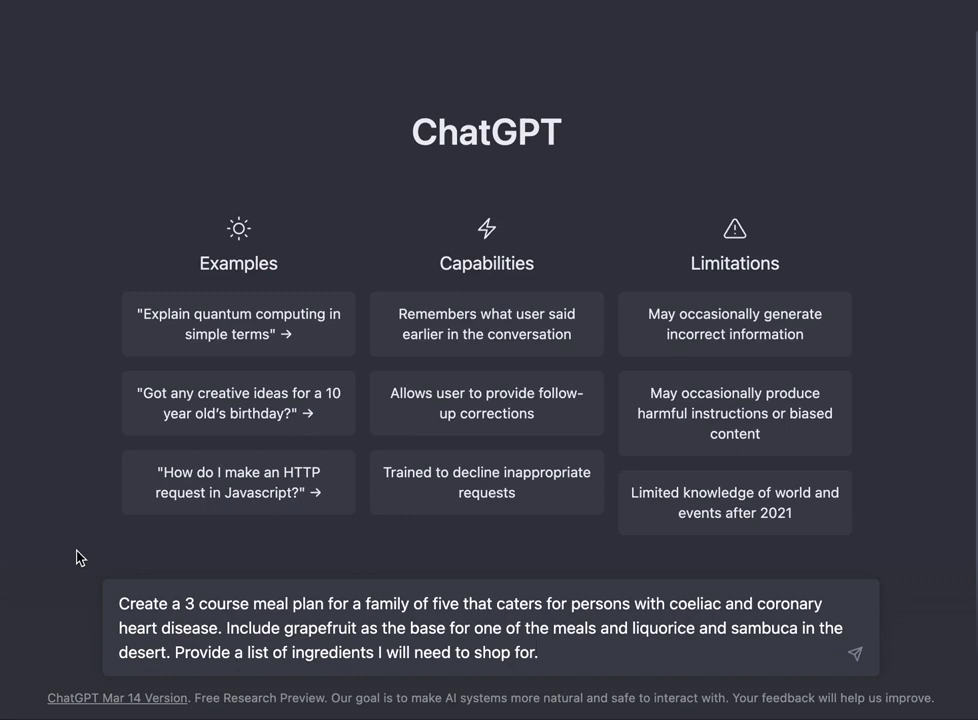 ChatGPT
Examples
"Explain quantum computing in
simple terms" →
"Got any creative ideas for a 10
year old's birthday?" →
"How do I make an HTTP
request in Javascript?" →
Capabilities
Remembers what user said
earlier in the conversation
Allows user to provide follow-
up corrections
Trained to decline inappropriate
requests
Limitations
May occasionally generate
incorrect information
May occasionally produce
harmful instructions or biased
content
Limited knowledge of world and
events after 2021
Create a 3 course meal plan for a family of five that caters for persons with coeliac and coronary
heart disease. Include grapefruit as the base for one of the meals and liquorice and sambuca in the
desert. Provide a list of ingredients I will need to shop for.
ChatGPT Mar 14 Version. Free Research Preview. Our goal is to make AI systems more natural and safe to interact with. Your feedback will help us improve.